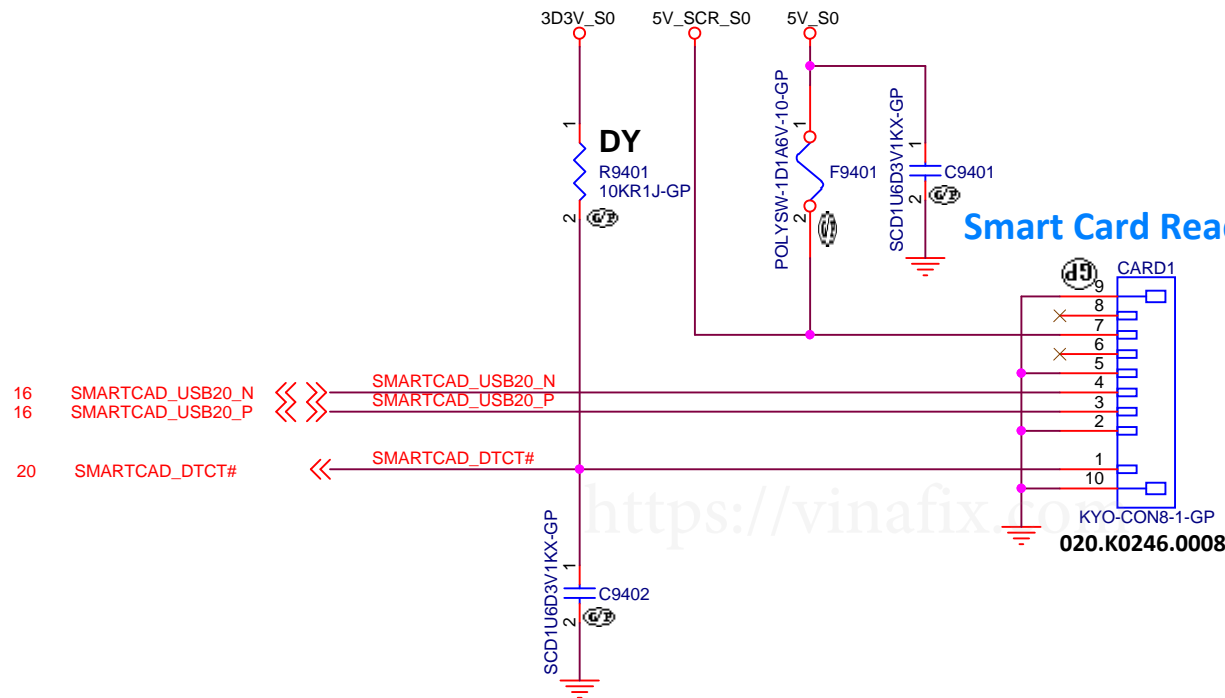 3D3V_S0
5V_SCR_S0
5V_S0
1
DY
R9401
10KR1J-GP
2
G/P
POLYSW-1D1A6V-10-GP
1
F9401
2
G/P
SCD1U6D3V1KX-GP
1
C9401
2
G/P
Smart Card Rea
GP
CARD1
9
8
7
6
5
4
3
2
1
10
KYO-CON8-1-GP
020.K0246.0008
16 SMARTCAD_USB20_N
SMARTCAD_USB20_N
16 SMARTCAD_USB20_P
SMARTCAD_USB20_P
20 SMARTCAD_DTCT#
SMARTCAD_DTCT#
https://vinafix.com
SCD1U6D3V1KX-GP
1
C9402
2
G/P